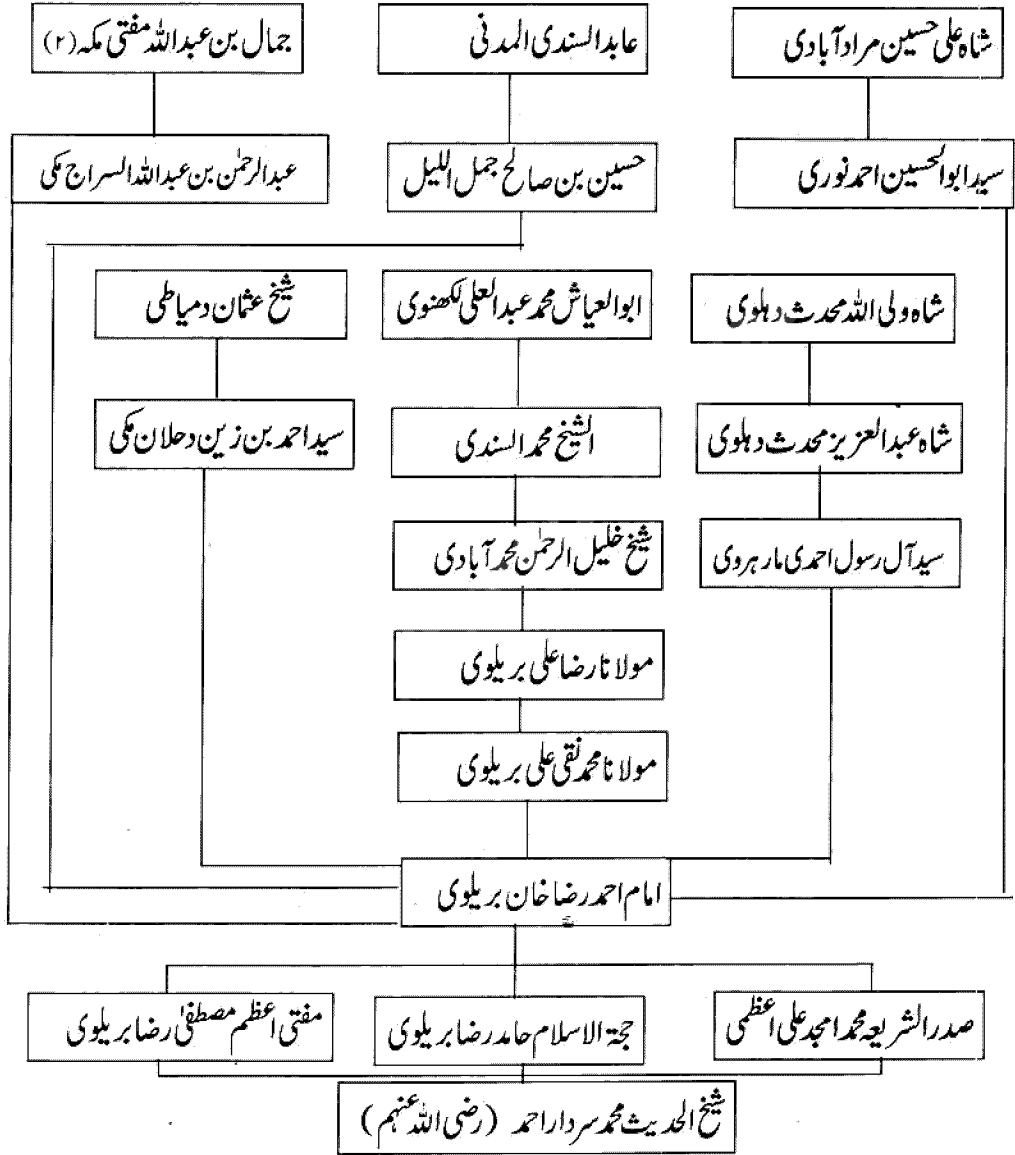 شاہ علی حسین مرادآبادی
عابد السندی المدنی
جمال بن عبداللہ مفتی مکہ (۲)
سید ابوالحسین احمد نوری
حسین بن صالح جمل اللیل
عبدالرحمٰن بن عبداللہ السراج مکی
شاہ ولی اللہ محدث دہلوی
ابوالعیاش محمد عبدالعلی لکھنوی
شیخ عثمان دمیاطی
شاہ عبدالعزیز محدث دہلوی
الشیخ محمد السندی
سید احمد بن زین دحلان مکی
سید آل رسول احمدی مارہروی
شیخ خلیل الرحمٰن محمدآبادی
مولانا رضا علی بریلوی
مولانا محمد نقی علی بریلوی
امام احمد رضا خان بریلوی
صدرالشریعہ محمد امجد علی اعظمی
حجۃ الاسلام حامد رضا بریلوی
مفتی اعظم مصطفیٰ رضا بریلوی
شیخ الحدیث محمد سردار احمد (رضی اللہ عنہم)